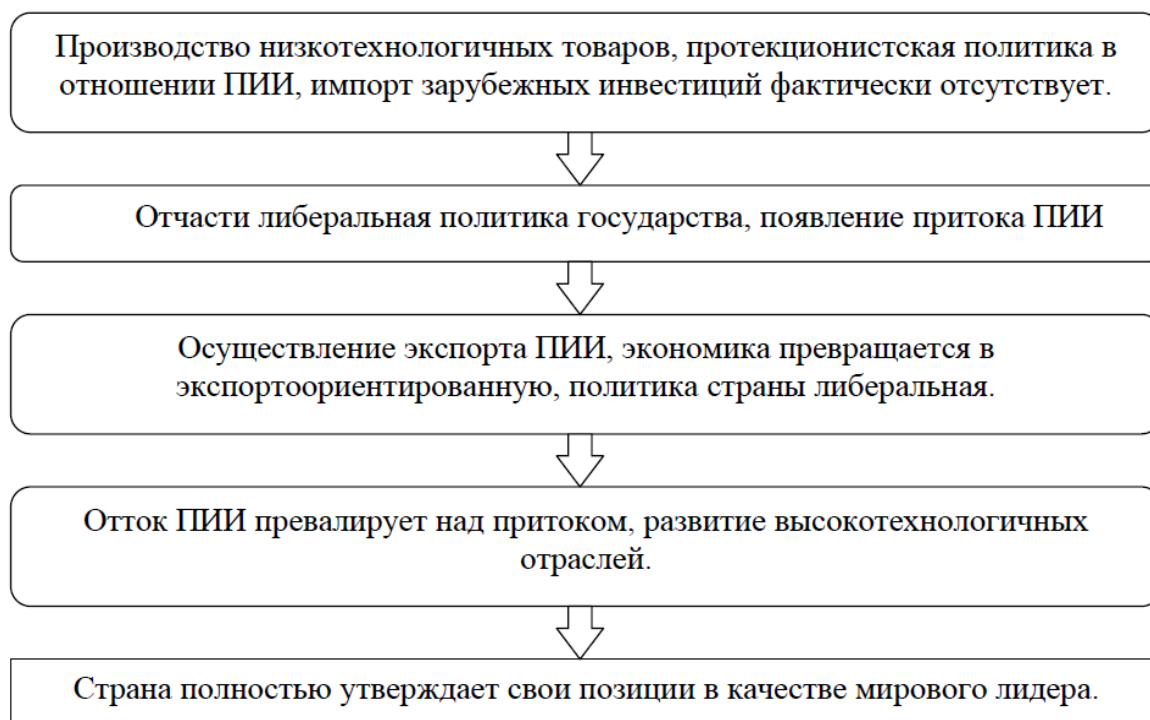 Производство низкотехнологичных товаров, протекционистская политика в
отношении ПИИ, импорт зарубежных инвестиций фактически отсутствует.
Отчасти либеральная политика государства, появление притока ПИИ
Осуществление экспорта ПИИ, экономика превращается в
экспортоориентированную, политика страны либеральная.
Отток ПИИ превалирует над притоком, развитие высокотехнологичных
отраслей.
Страна полностью утверждает свои позиции в качестве мирового лидера.